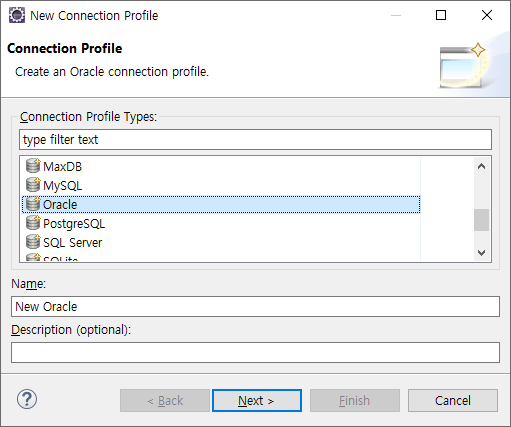 New Connection Profile
Connection Profile
Create an Oracle connection profile.
Connection Profile Types:
type filter text
MaxDB
MySQL
Oracle
PostgreSQL
SQL Server
SQLite
Name:
New Oracle
Description (optional):
?
< Back
Next >
Finish
Cancel